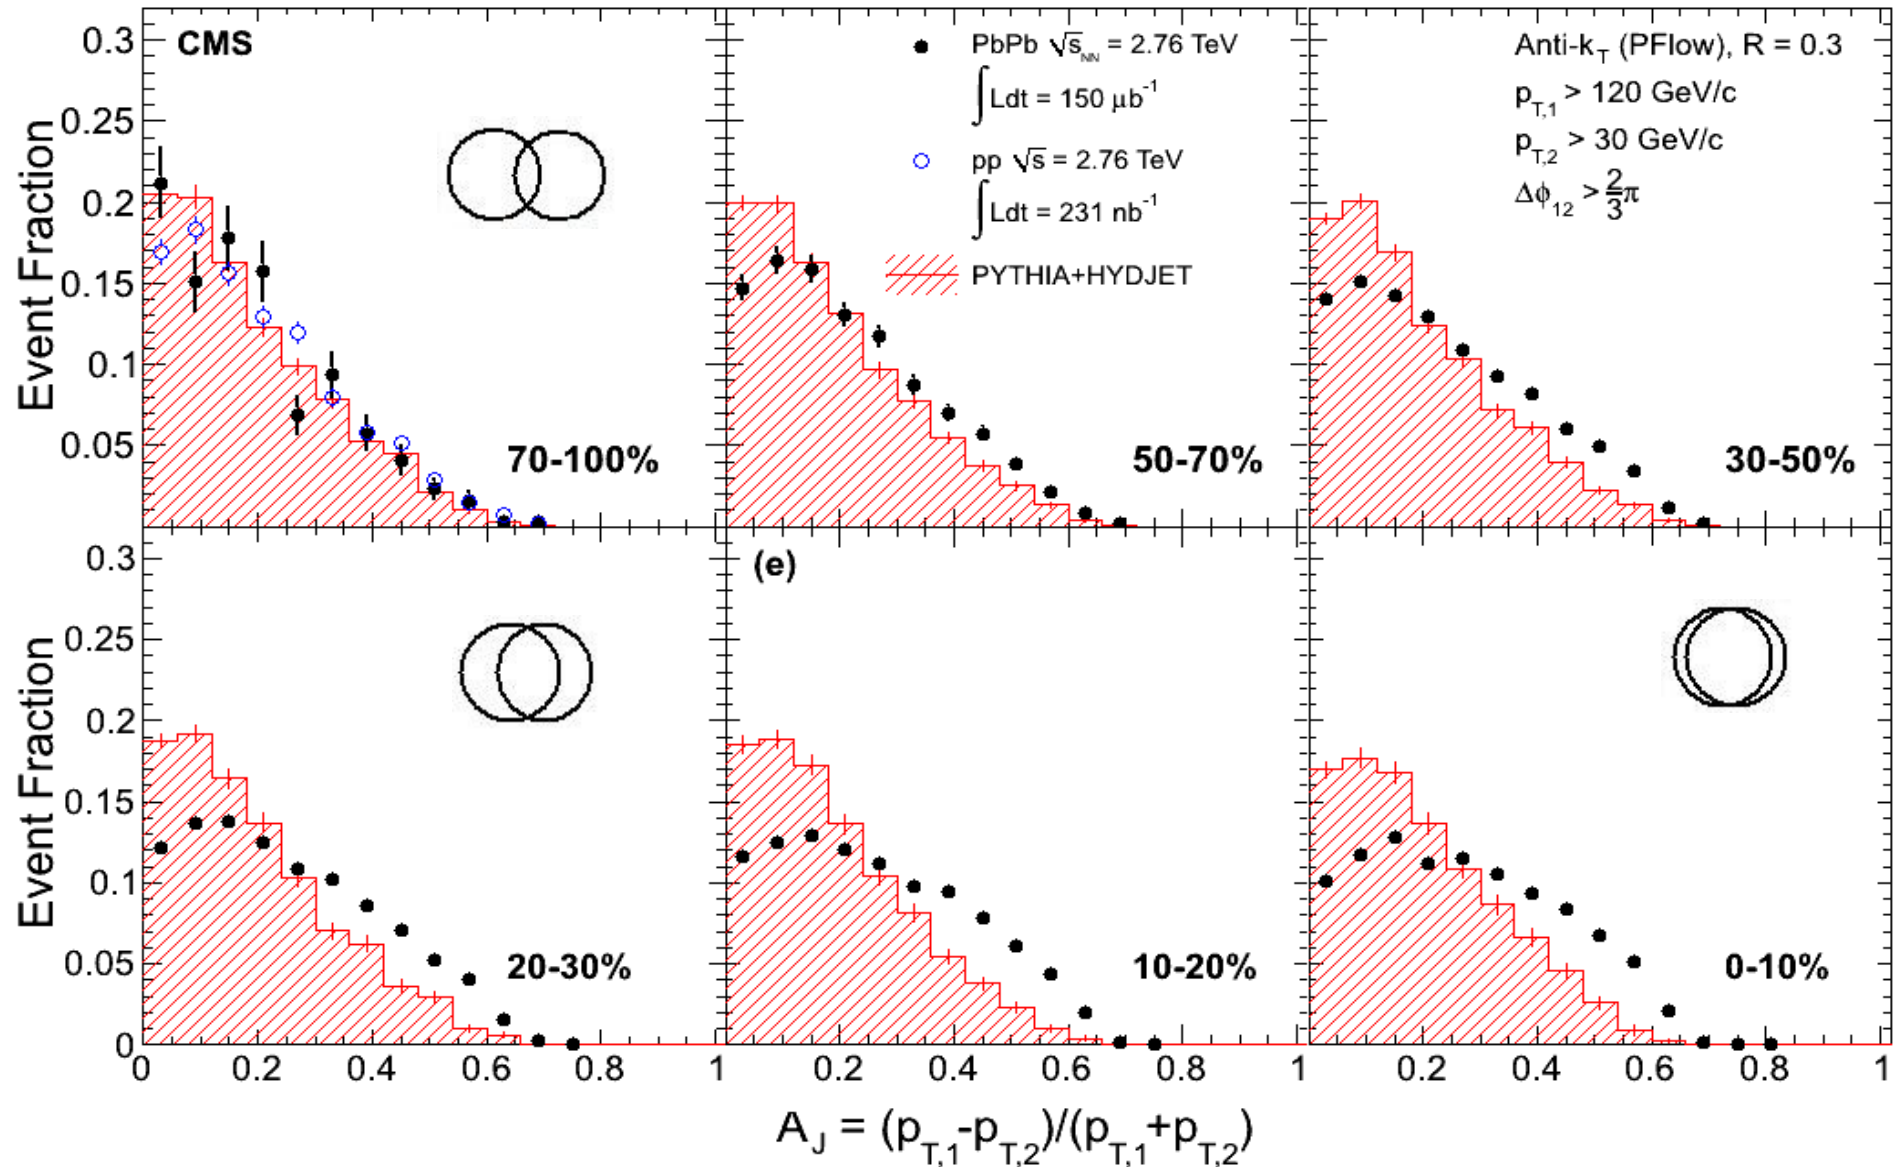 CMS
PbPb √s_NN = 2.76 TeV
∫ Ldt = 150 μb⁻¹
pp √s = 2.76 TeV
∫ Ldt = 231 nb⁻¹
PYTHIA+HYDJET
Anti-k_T (PFlow), R = 0.3
p_T,1 > 120 GeV/c
p_T,2 > 30 GeV/c
Δϕ_12 > 2/3 π
Event Fraction
0.3
0.25
0.2
0.15
0.1
0.05
70-100%
50-70%
30-50%
(e)
Event Fraction
0.3
0.25
0.2
0.15
0.1
0.05
0
20-30%
10-20%
0-10%
0 0.2 0.4 0.6 0.8 1 0.2 0.4 0.6 0.8 1 0.2 0.4 0.6 0.8 1
A_J = (p_T,1-p_T,2)/(p_T,1+p_T,2)